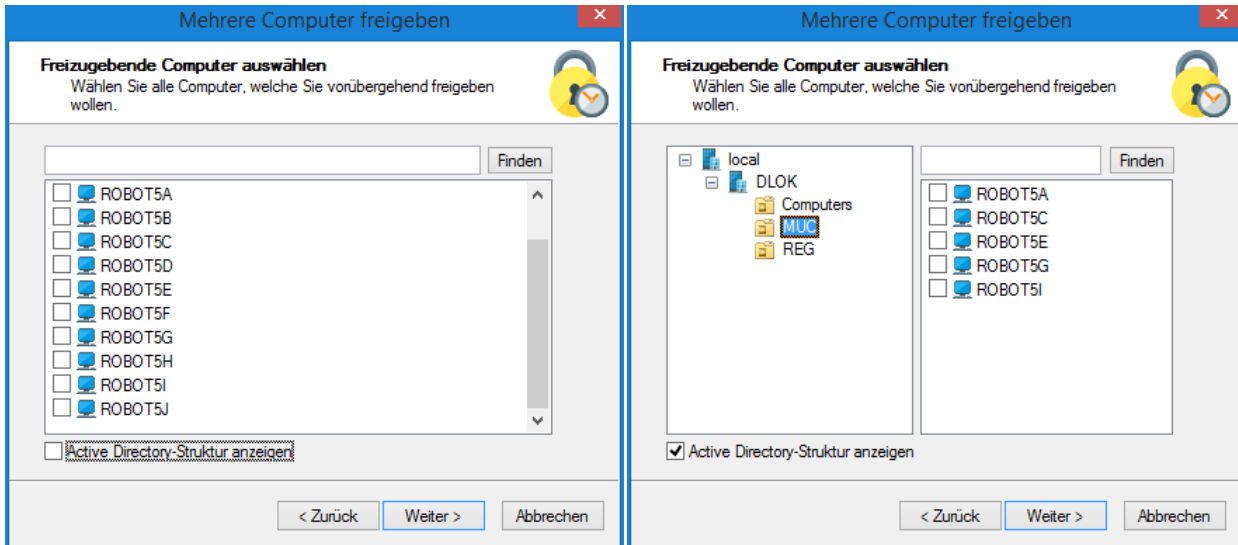 Mehrere Computer freigeben
Freizugebende Computer auswählen
Wählen Sie alle Computer, welche Sie vorübergehend freigeben
wollen.
Finden
ROBOT5A
ROBOT5B
ROBOT5C
ROBOT5D
ROBOT5E
ROBOT5F
ROBOT5G
ROBOT5H
ROBOT5I
ROBOT5J
Active Directory-Struktur anzeigen
< Zurück
Weiter >
Abbrechen
Mehrere Computer freigeben
Freizugebende Computer auswählen
Wählen Sie alle Computer, welche Sie vorübergehend freigeben
wollen.
local
DLOK
Computers
MUC
REG
Finden
ROBOT5A
ROBOT5C
ROBOT5E
ROBOT5G
ROBOT5I
Active Directory-Struktur anzeigen
< Zurück
Weiter >
Abbrechen